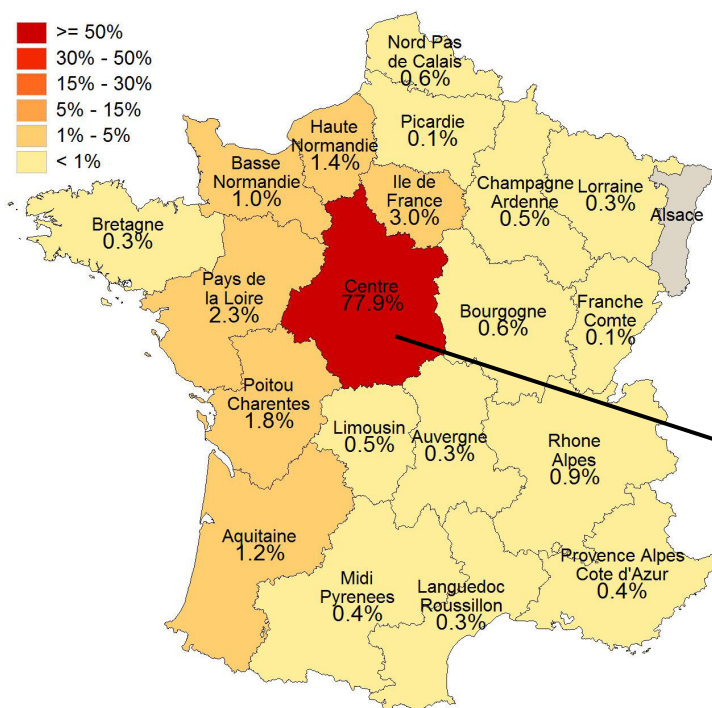 >= 50%
30% - 50%
15% - 30%
5% - 15%
1% - 5%
< 1%
Nord Pas
de Calais
0.6%
Picardie
0.1%
Haute
Normandie
1.4%
Basse
Normandie
1.0%
Ile de
France
3.0%
Champagne
Ardenne
0.5%
Lorraine
0.3%
Alsace
Bretagne
0.3%
Pays de
la Loire
2.3%
Centre
77.9%
Bourgogne
0.6%
Franche
Comte
0.1%
Poitou
Charentes
1.8%
Limousin
0.5%
Auvergne
0.3%
Rhone
Alpes
0.9%
Aquitaine
1.2%
Midi
Pyrenees
0.4%
Languedoc
Roussillon
0.3%
Provence Alpes
Cote d'Azur
0.4%